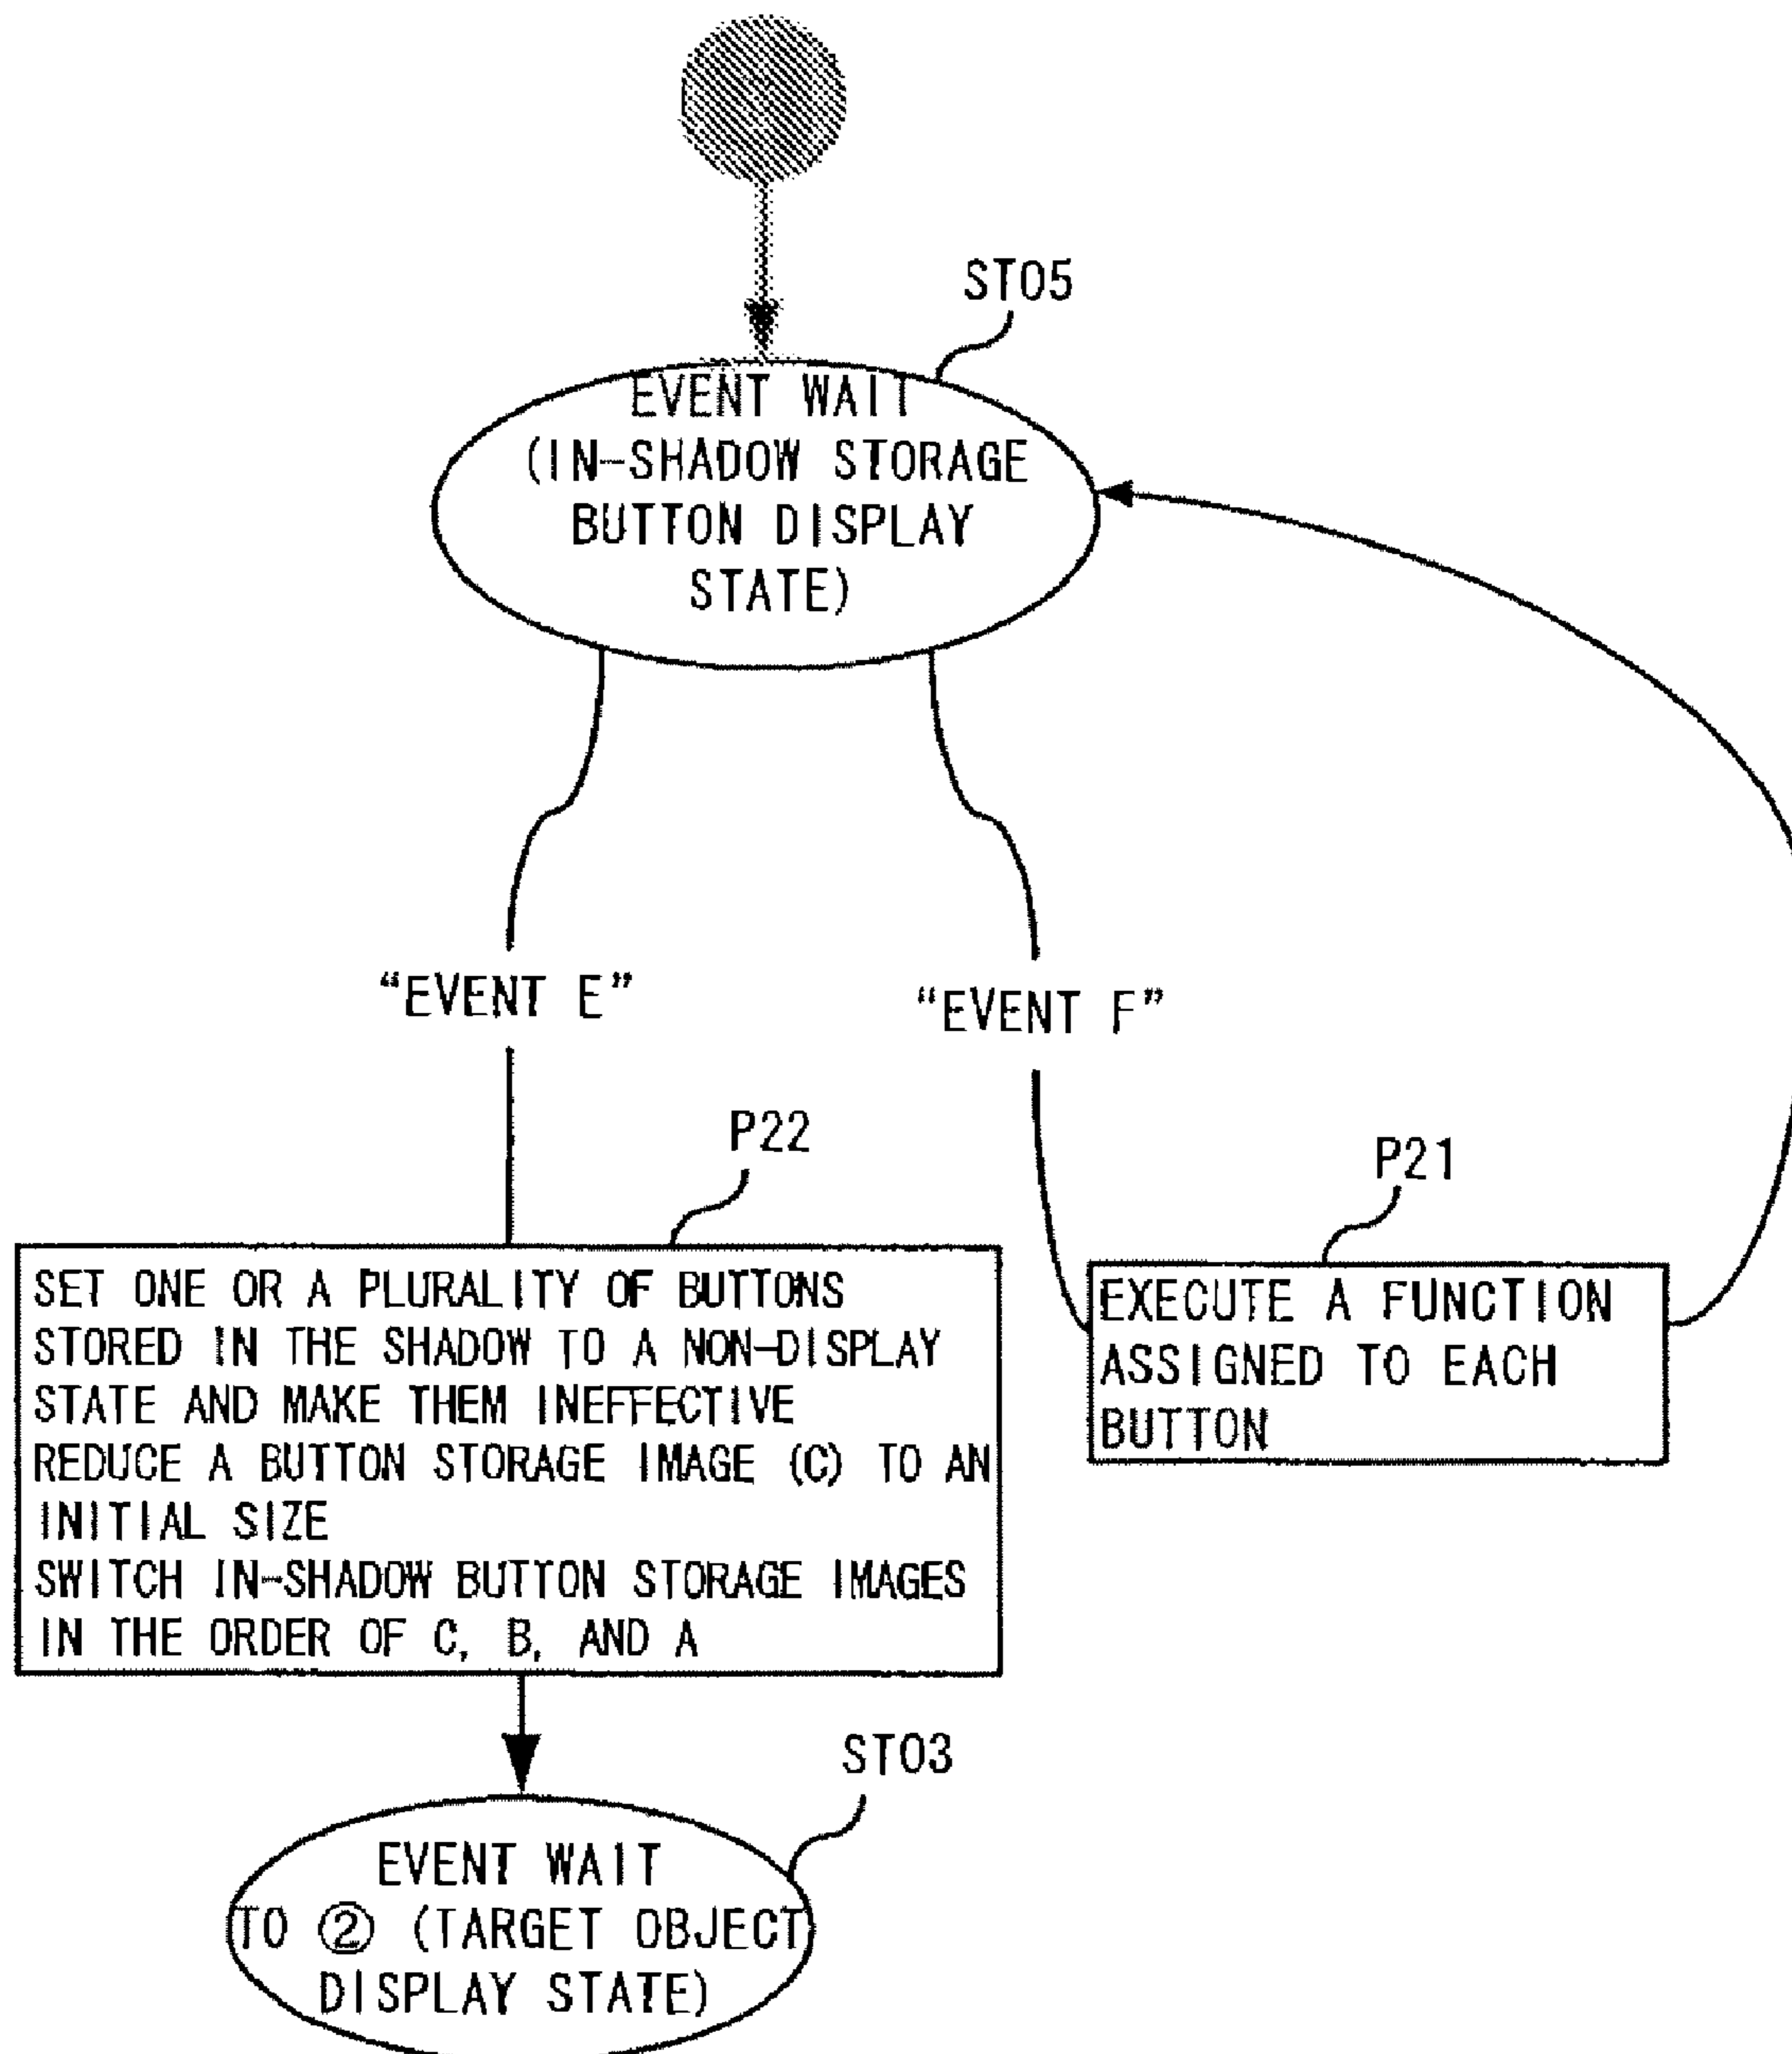 ST05
EVENT WAIT
(IN-SHADOW STORAGE
BUTTON DISPLAY
STATE)
“EVENT E”
“EVENT F”
P22
P21
SET ONE OR A PLURALITY OF BUTTONS
STORED IN THE SHADOW TO A NON-DISPLAY
STATE AND MAKE THEM INEFFECTIVE
REDUCE A BUTTON STORAGE IMAGE (C) TO AN
INITIAL SIZE
SWITCH IN-SHADOW BUTTON STORAGE IMAGES
IN THE ORDER OF C, B, AND A
EXECUTE A FUNCTION
ASSIGNED TO EACH
BUTTON
ST03
EVENT WAIT
TO ② (TARGET OBJECT
DISPLAY STATE)